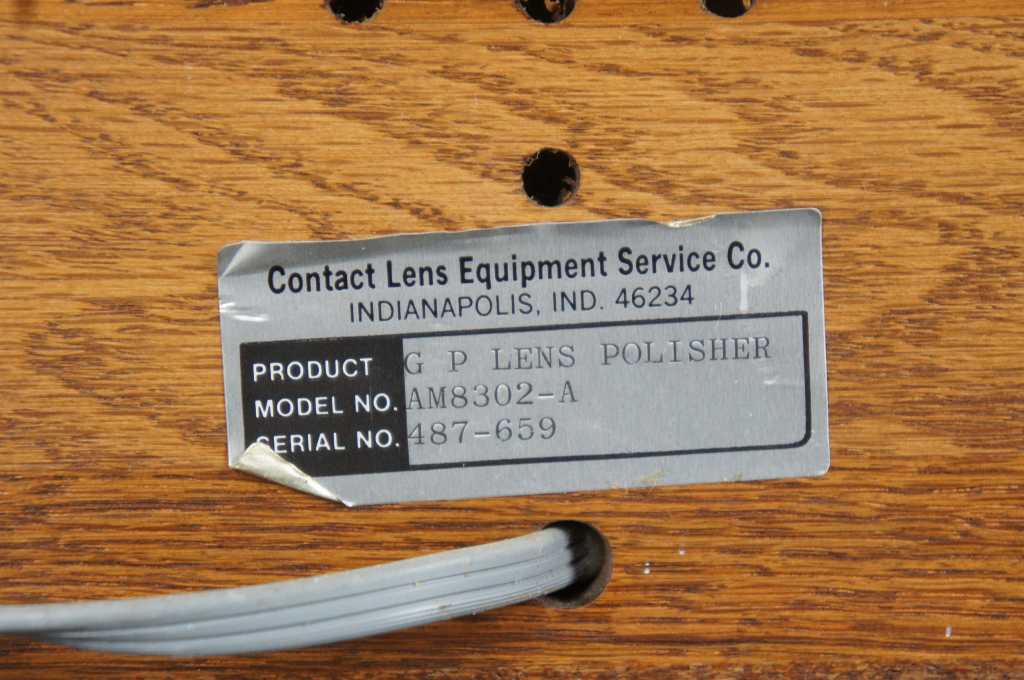 Contact Lens Equipment Service Co.
INDIANAPOLIS, IND. 46234
PRODUCT G P LENS POLISHER
MODEL NO. AM8302-A
SERIAL NO. 487-659